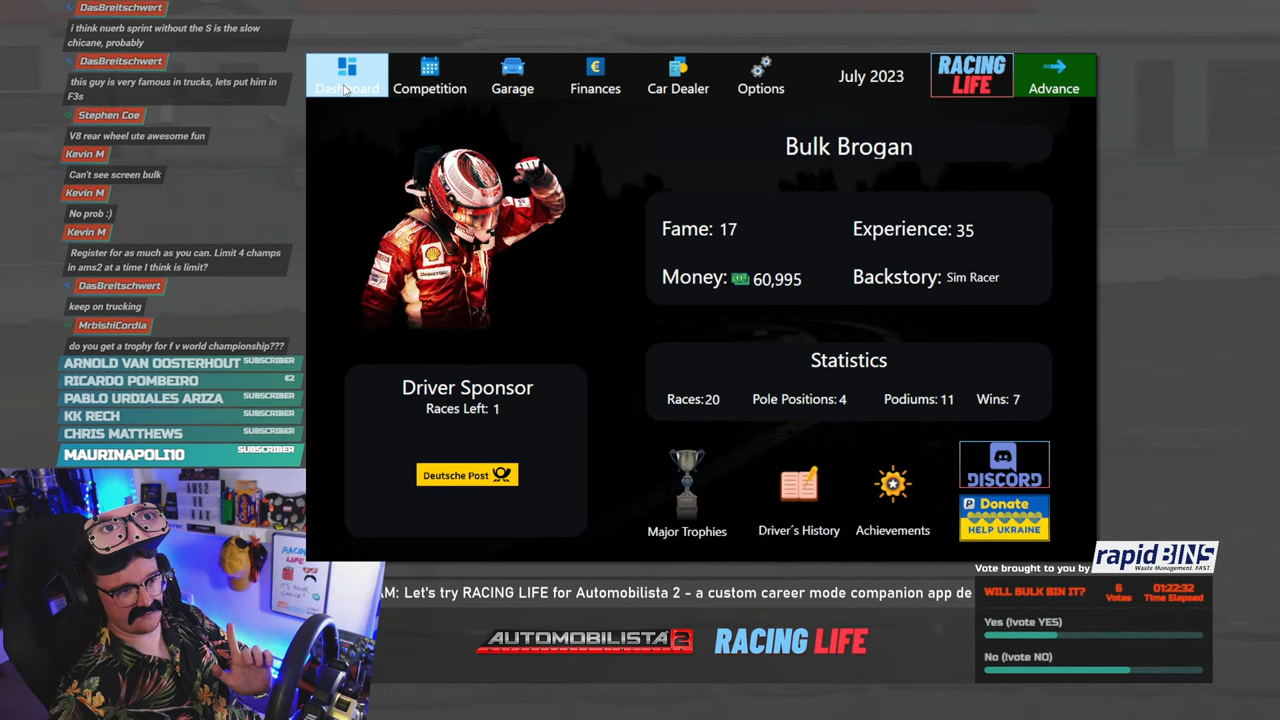 DasBreitschwert
i think nuerb sprint without the S is the slow
chicane, probably
DasBreitschwert
this guy is very famous in trucks, lets put him in
F3s
Stephen Coe
V8 rear wheel ute awesome fun
Kevin M
Can't see screen bulk
Kevin M
No prob :)
Kevin M
Register for as much as you can. Limit 4 champs
in ams2 at a time I think is limit?
DasBreitschwert
keep on trucking
MrbishiCordia
do you get a trophy for f v world championship???
ARNOLD VAN OOSTERHOUT SUBSCRIBER
RICARDO POMBEIRO €2
PABLO URDIALES ARIZA SUBSCRIBER
KK RECH SUBSCRIBER
CHRIS MATTHEWS SUBSCRIBER
MAURINAPOLI10 SUBSCRIBER
Dashboard
Competition
Garage
Finances
Car Dealer
Options
July 2023
RACING
LIFE
Advance
Bulk Brogan
Fame: 17
Experience: 35
Money: 60,995
Backstory: Sim Racer
Statistics
Races:20 Pole Positions: 4 Podiums: 11 Wins: 7
Driver Sponsor
Races Left: 1
Deutsche Post
Major Trophies
Driver´s History
Achievements
DISCORD
Donate
HELP UKRAINE
Vote brought to you by
rapidBINS
Waste Management. FAST.
WILL BULK BIN IT?
6
Votes
01:22:32
Time Elapsed
Yes (!vote YES)
No (!vote NO)
AM: Let's try RACING LIFE for Automobilista 2 - a custom career mode companion app de
AUTOMOBILISTA 2
RACING LIFE